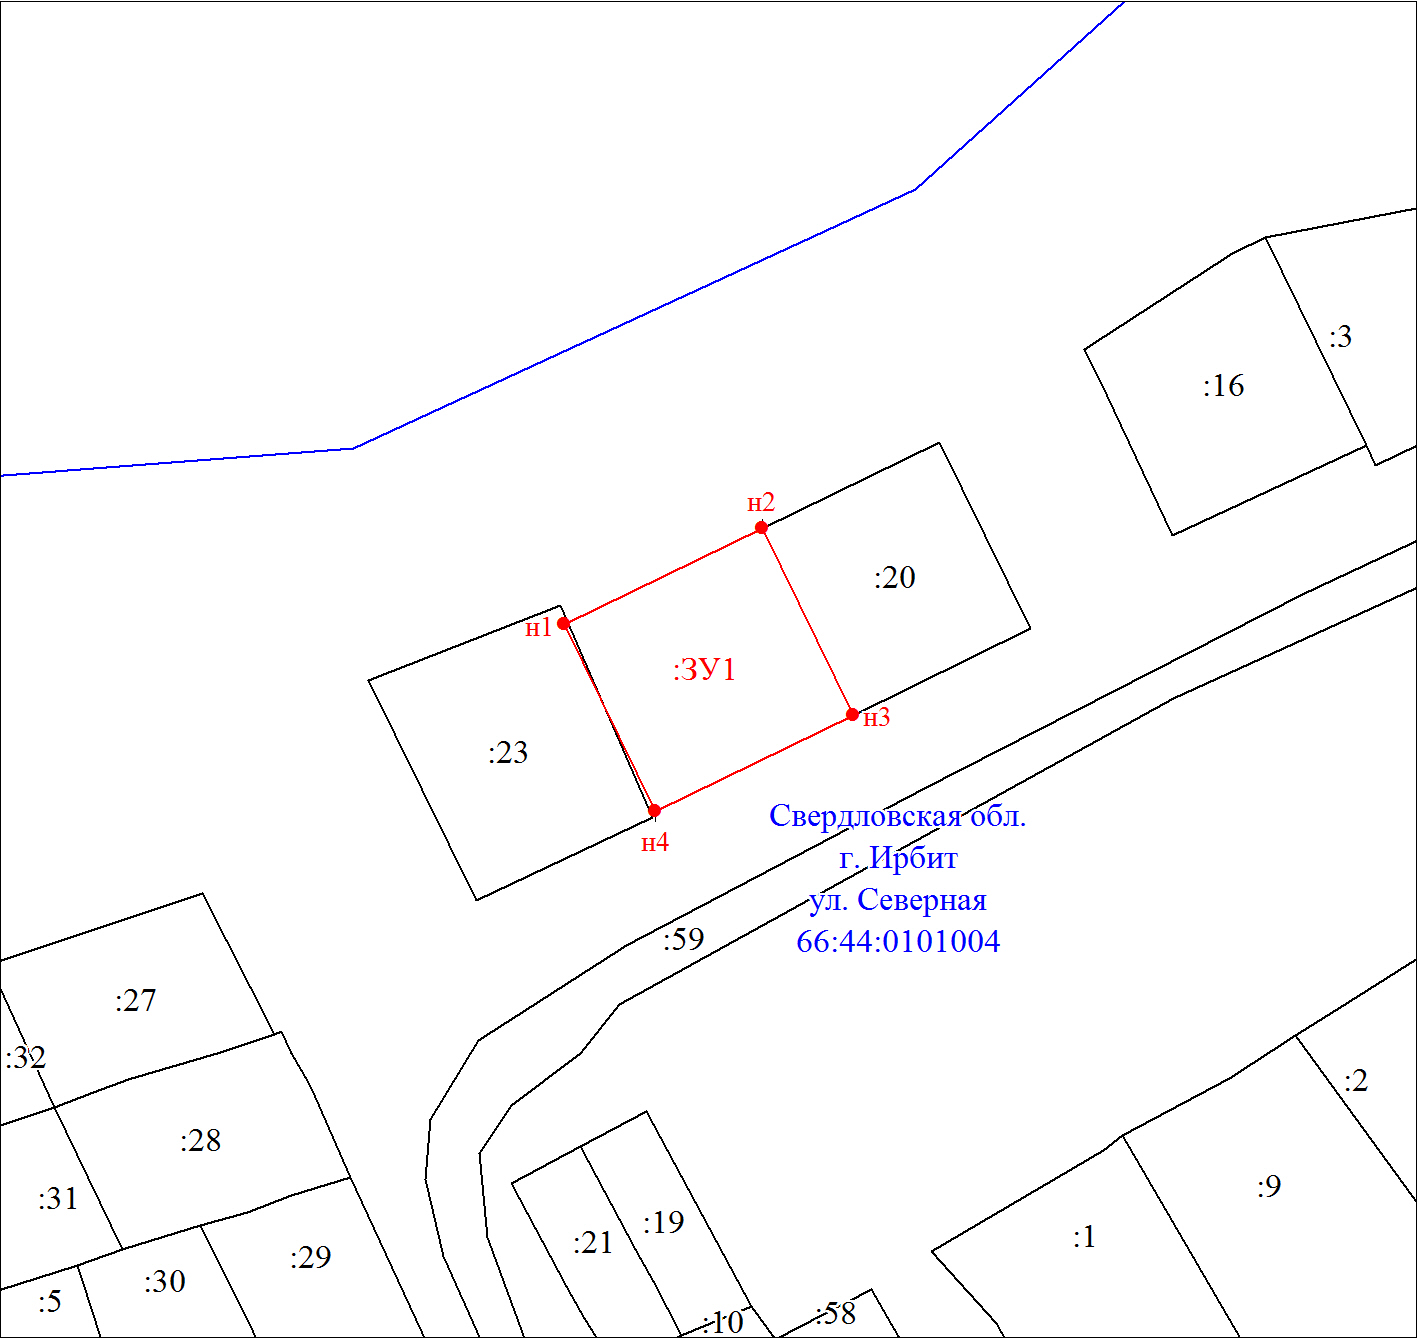 :3
:16
н2
:20
н1
:ЗУ1
н3
:23
Свердловская обл.
н4
г. Ирбит
ул. Северная
:59
66:44:0101004
:27
:32
:2
:28
:9
:31
:19
:1
:21
:29
:30
:5
:58
:10